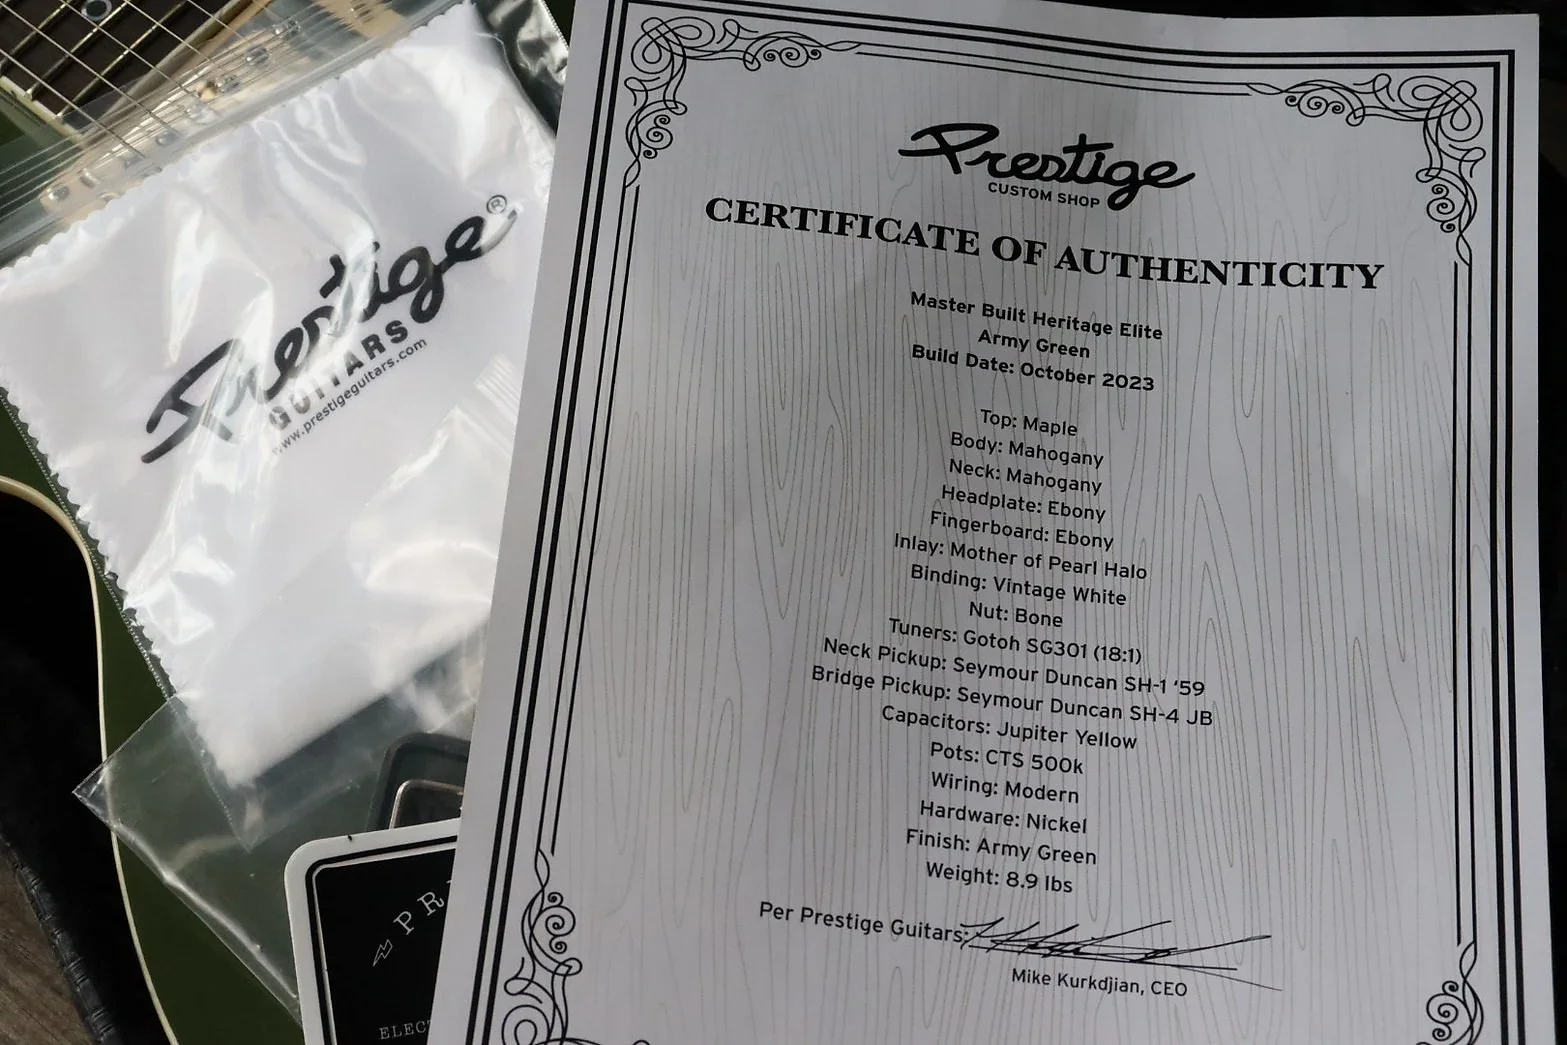 Prestige®
GUITARS
www.prestigeguitars.com
Prestige
CUSTOM SHOP
CERTIFICATE OF AUTHENTICITY
Master Built Heritage Elite
Army Green
Build Date: October 2023
Top: Maple
Body: Mahogany
Neck: Mahogany
Headplate: Ebony
Fingerboard: Ebony
Inlay: Mother of Pearl Halo
Binding: Vintage White
Nut: Bone
Tuners: Gotoh SG301 (18:1)
Neck Pickup: Seymour Duncan SH-1 '59
Bridge Pickup: Seymour Duncan SH-4 JB
Capacitors: Jupiter Yellow
Pots: CTS 500k
Wiring: Modern
Hardware: Nickel
Finish: Army Green
Weight: 8.9 lbs
Per Prestige Guitars:
Mike Kurkdjian, CEO
PR
ELEC